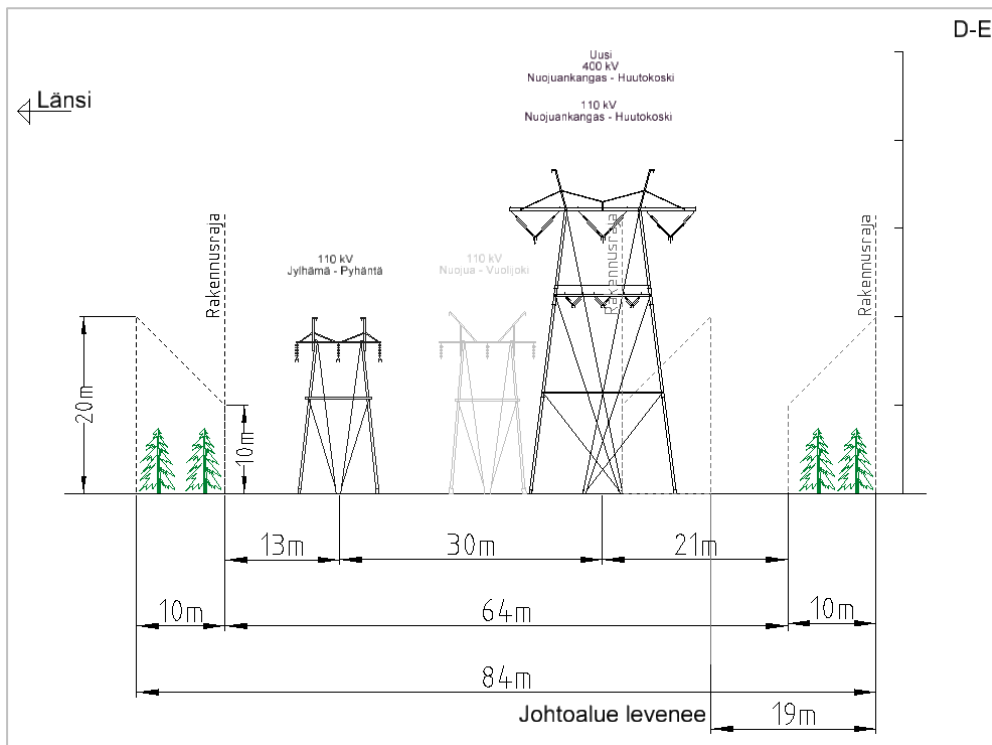 D-E
Länsi
Uusi
400 kV
Nuojuankangas - Huutokoski
110 kV
Nuojuankangas - Huutokoski
110 kV
Jylhämä - Pyhäntä
110 kV
Nuojua - Vuolijoki
Rakennusraja
Rakennusraja
Rakennusraja
20m
10m
13m
30m
21m
10m
64m
10m
84m
Johtoalue levenee
19m